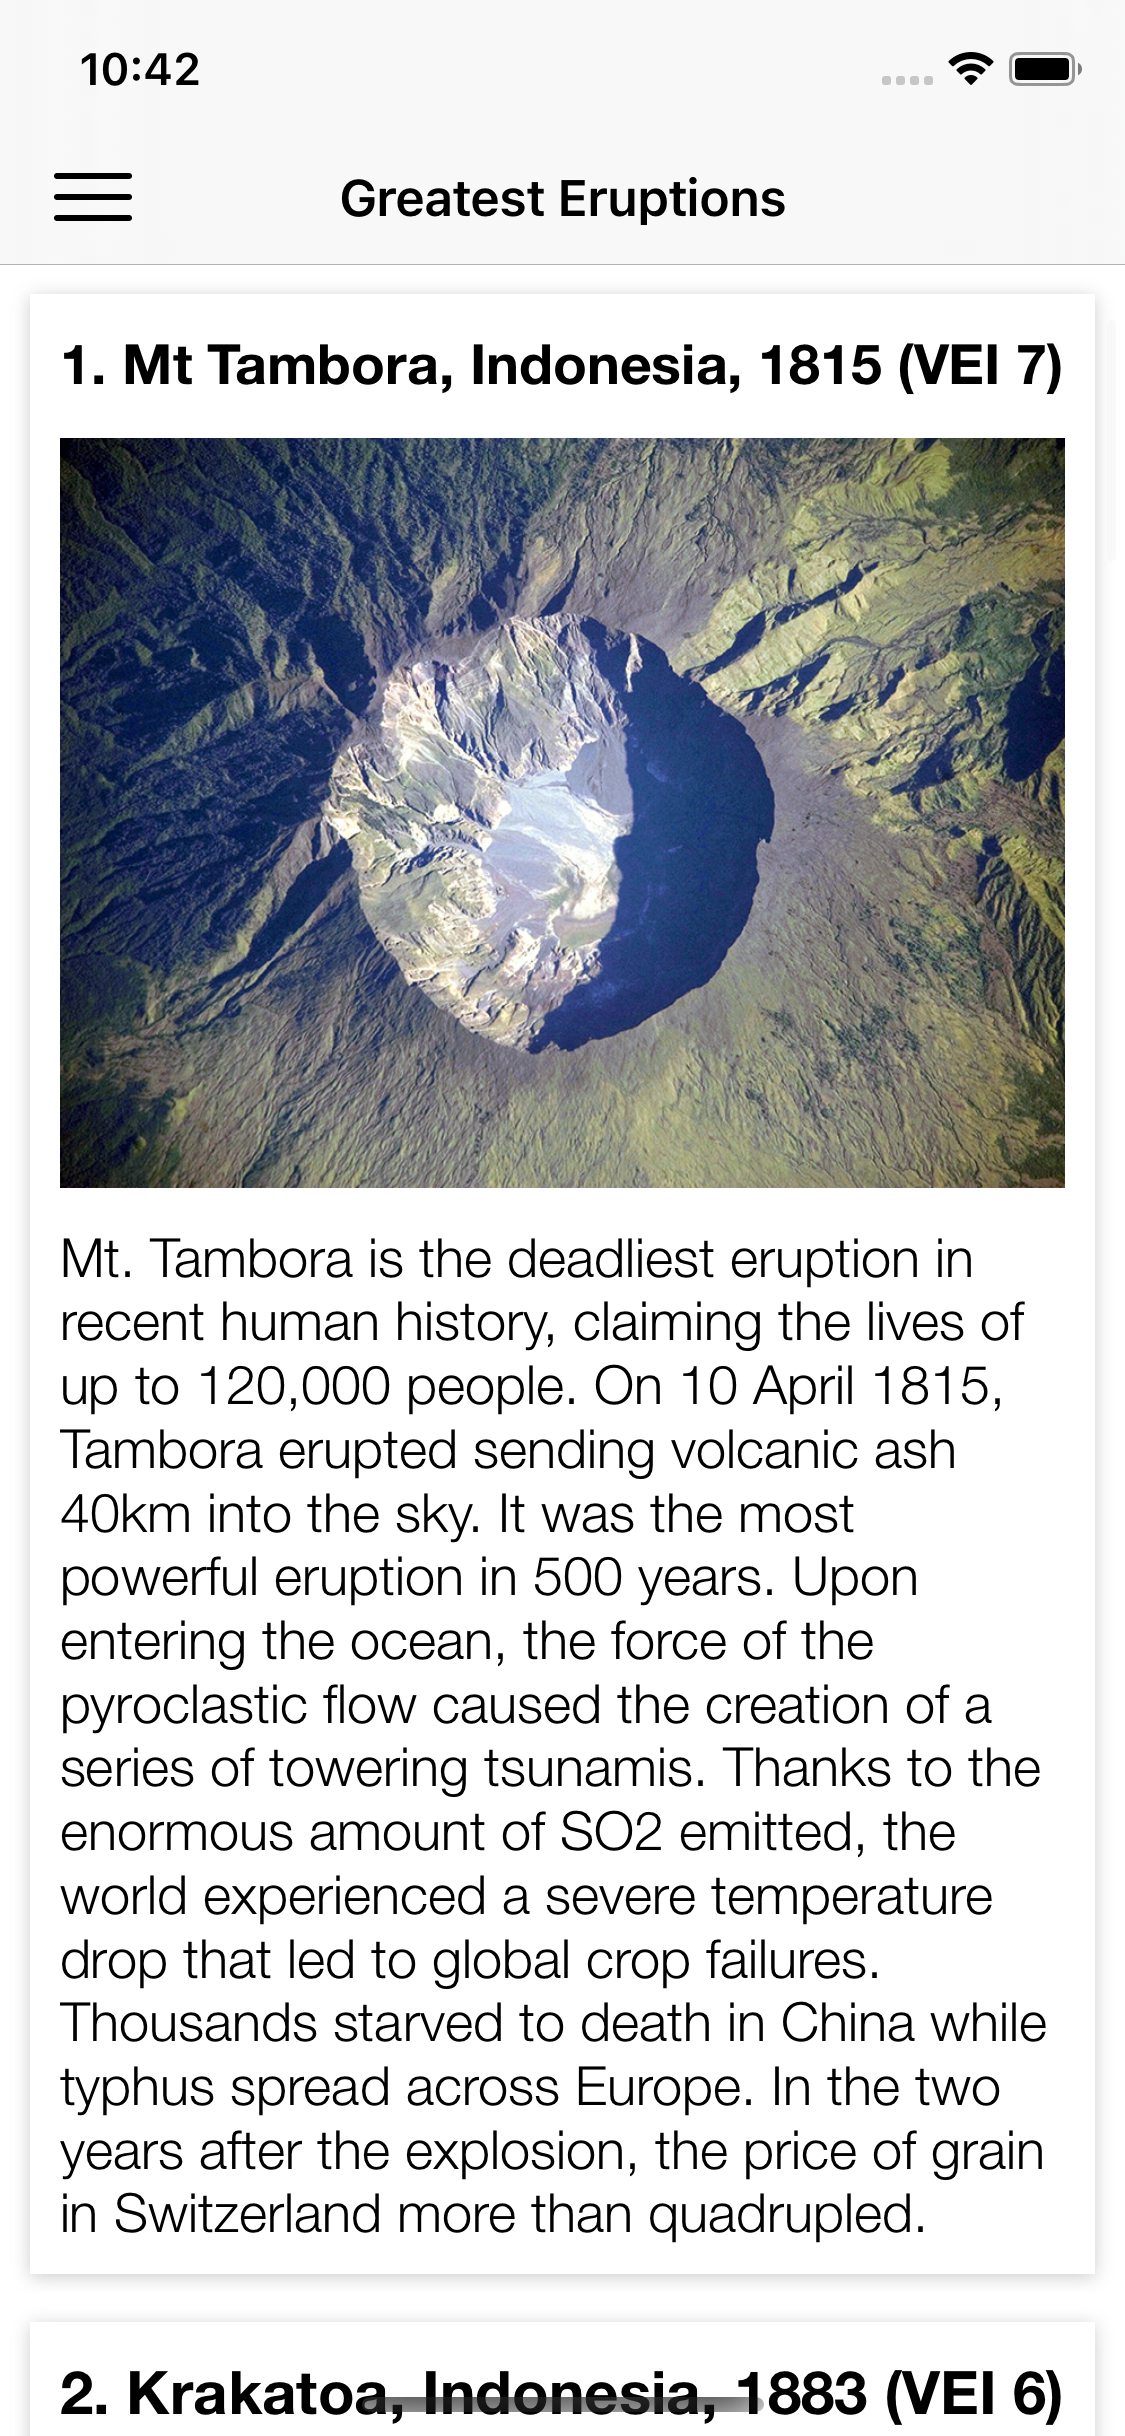 10:42
Greatest Eruptions
1. Mt Tambora, Indonesia, 1815 (VEI 7)
Mt. Tambora is the deadliest eruption in
recent human history, claiming the lives of
up to 120,000 people. On 10 April 1815,
Tambora erupted sending volcanic ash
40km into the sky. It was the most
powerful eruption in 500 years. Upon
entering the ocean, the force of the
pyroclastic flow caused the creation of a
series of towering tsunamis. Thanks to the
enormous amount of SO2 emitted, the
world experienced a severe temperature
drop that led to global crop failures.
Thousands starved to death in China while
typhus spread across Europe. In the two
years after the explosion, the price of grain
in Switzerland more than quadrupled.
2. Krakatoa, Indonesia, 1883 (VEI 6)